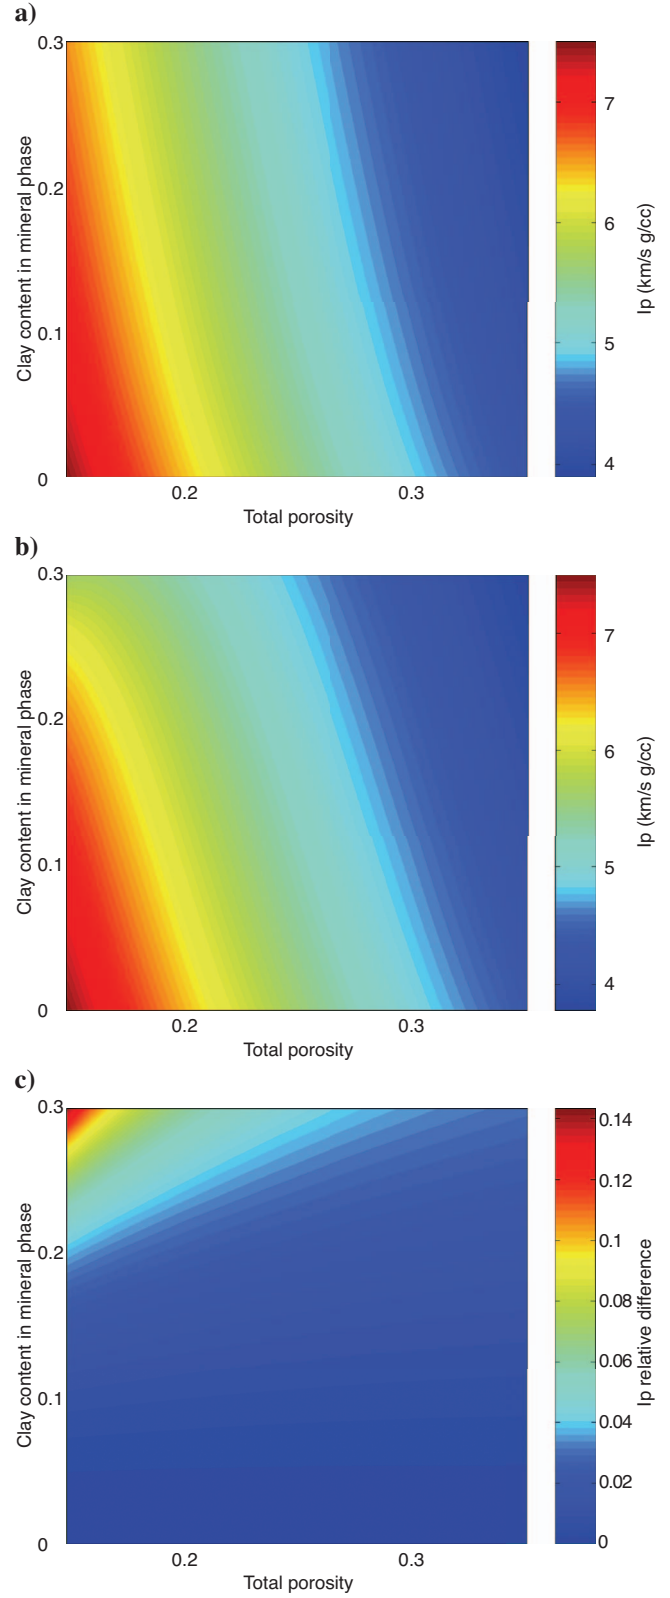 a)
0.3
0.2
0.1
0
Clay content in mineral phase
0.2
0.3
Total porosity
7
6
5
4
Ip (km/s g/cc)
b)
0.3
0.2
0.1
0
Clay content in mineral phase
0.2
0.3
Total porosity
7
6
5
4
Ip (km/s g/cc)
c)
0.3
0.2
0.1
0
Clay content in mineral phase
0.2
0.3
Total porosity
0.14
0.12
0.1
0.08
0.06
0.04
0.02
0
Ip relative difference